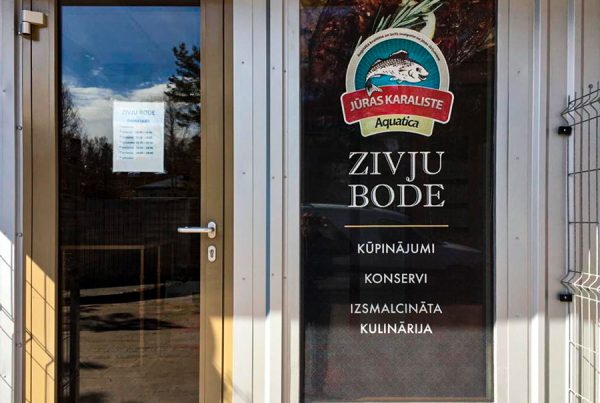 ZIVJU BODE
JŪRAS KARALISTE
Aquatica
ZIVJU
BODE
KŪPINĀJUMI
KONSERVI
IZSMALCINĀTA
KULINĀRIJA